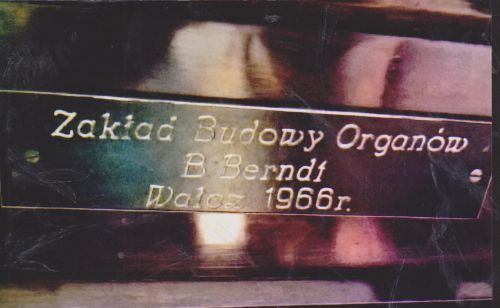 Zakład Budowy Organów
B Berndt
Wałcz 1966r.